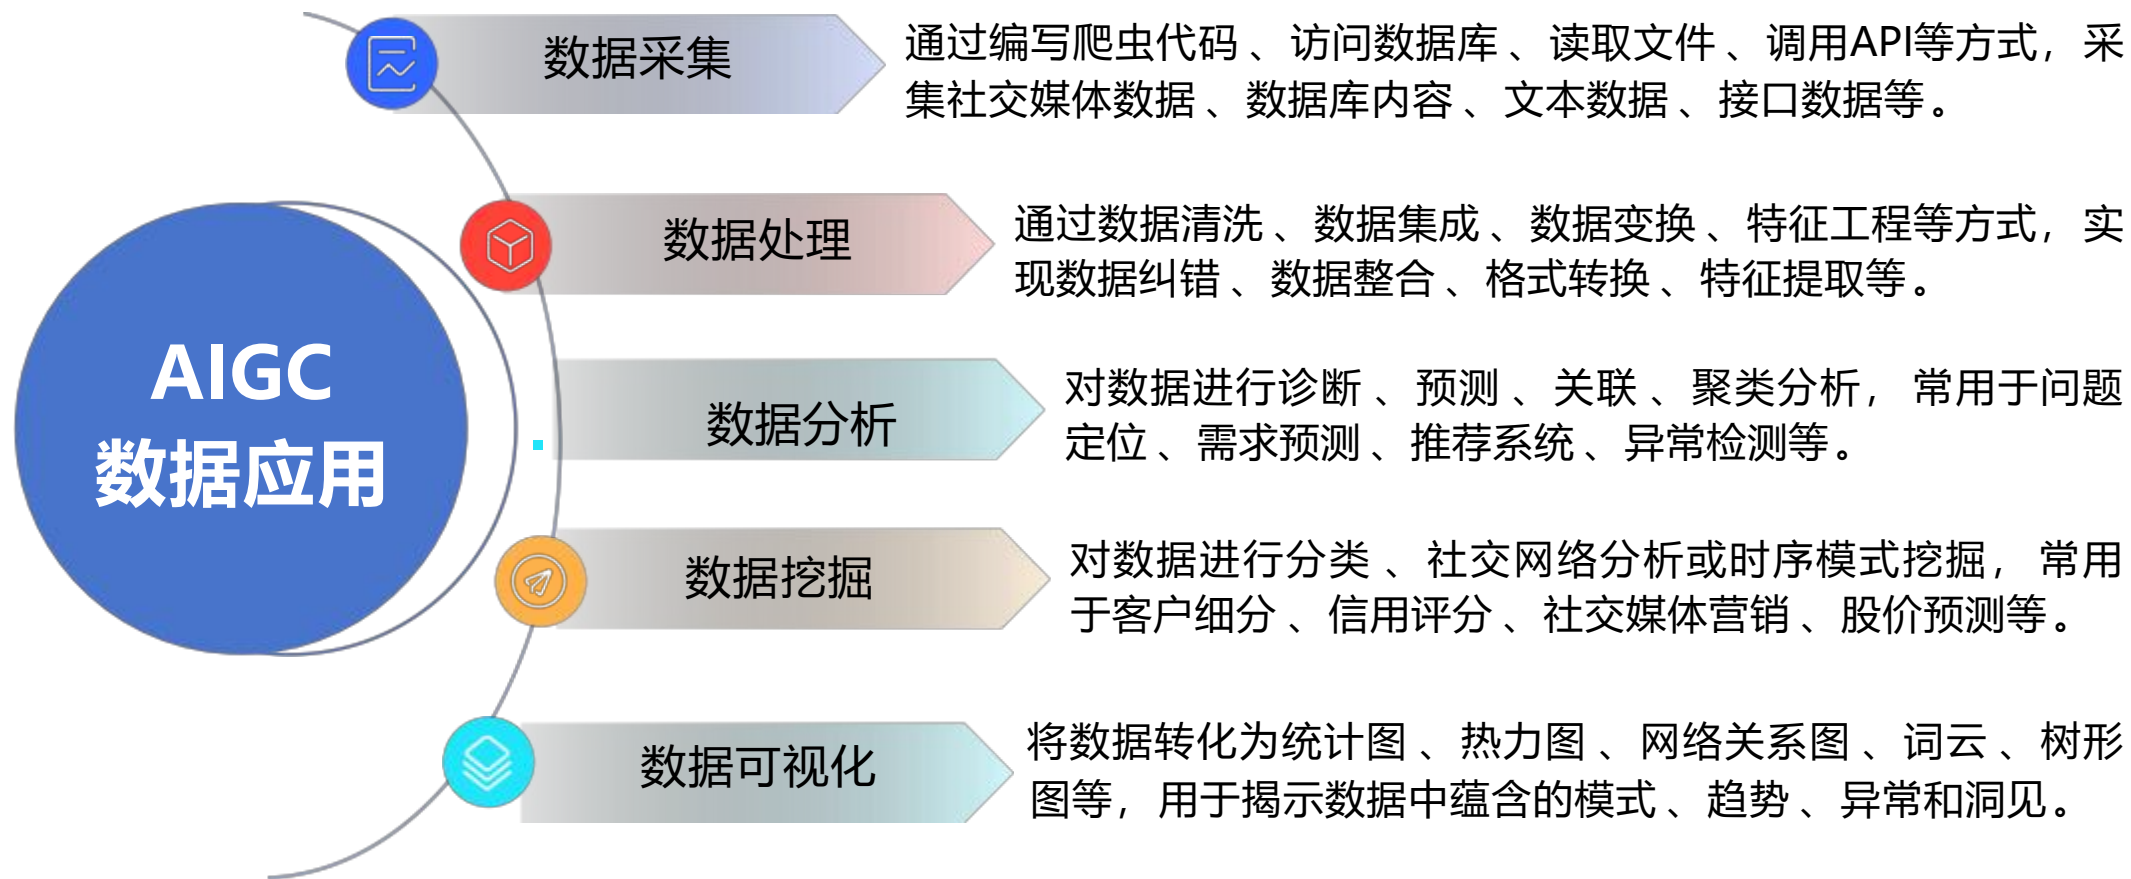 数据采集
通过编写爬虫代码、访问数据库、读取文件、调用API等方式，采
集社交媒体数据、数据库内容、文本数据、接口数据等。
数据处理
通过数据清洗、数据集成、数据变换、特征工程等方式，实
现数据纠错、数据整合、格式转换、特征提取等。
AIGC
数据应用
数据分析
对数据进行诊断、预测、关联、聚类分析，常用于问题
定位、需求预测、推荐系统、异常检测等。
数据挖掘
对数据进行分类、社交网络分析或时序模式挖掘，常用
于客户细分、信用评分、社交媒体营销、股价预测等。
数据可视化
将数据转化为统计图、热力图、网络关系图、词云、树形
图等，用于揭示数据中蕴含的模式、趋势、异常和洞见。